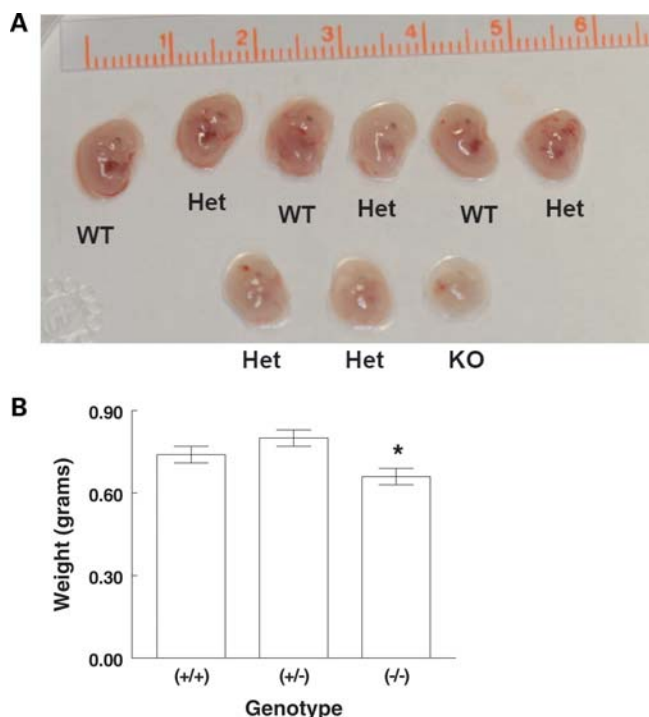 A
1 2 3 4 5 6
WT Het WT Het WT Het
Het Het KO
B
0.90
0.60
0.30
0.00
Weight (grams)
*
(+/+) (+/-) (-/-)
Genotype